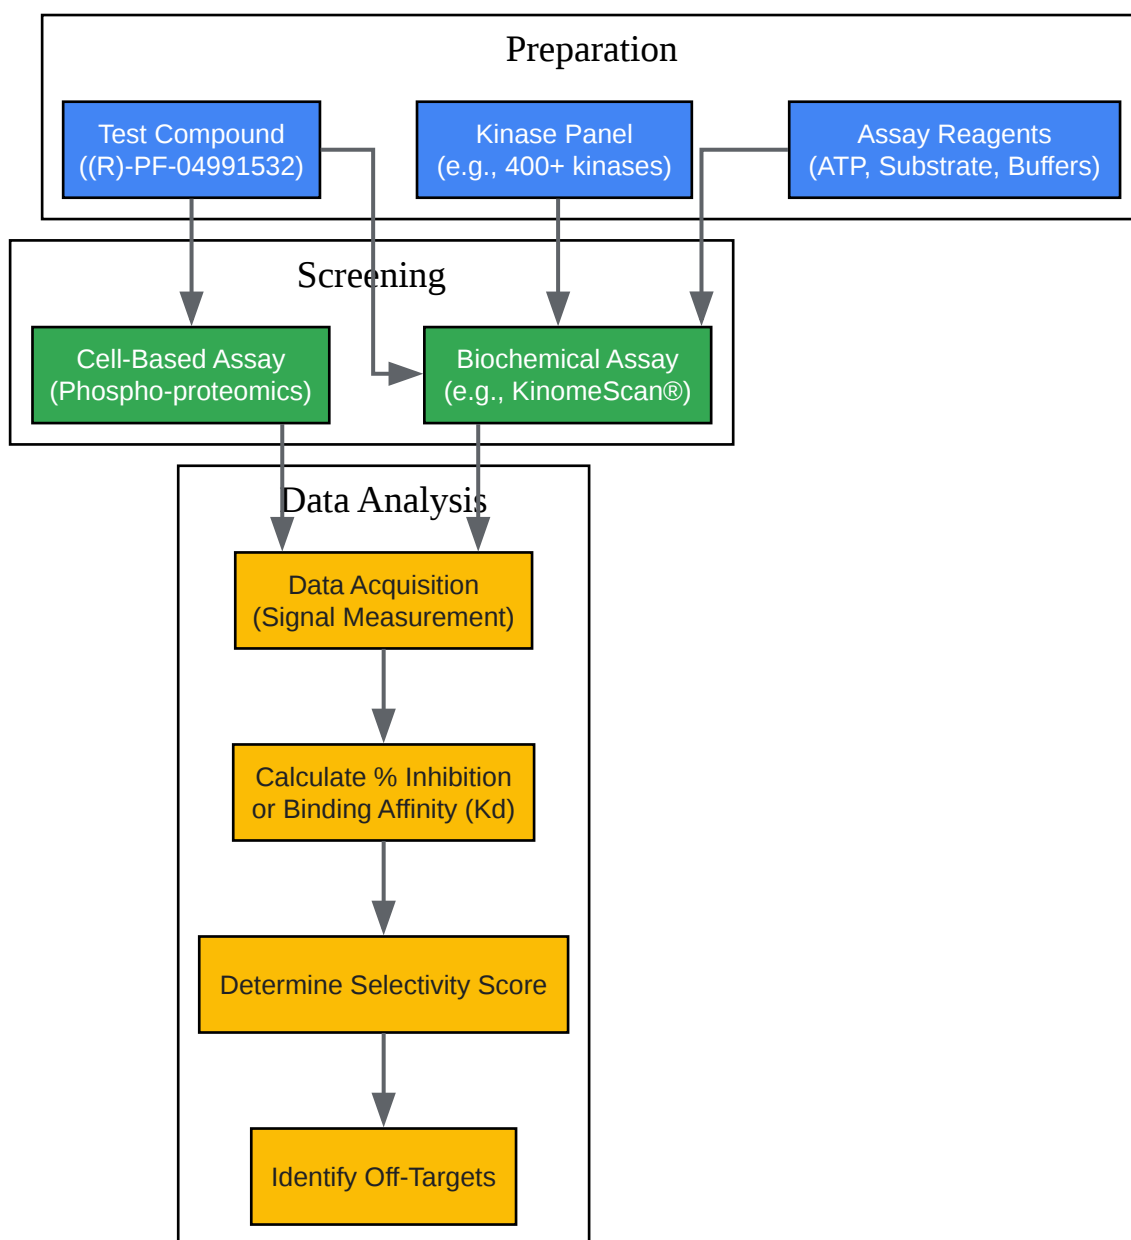 Preparation
Test Compound
((R)-PF-04991532)
Kinase Panel
(e.g., 400+ kinases)
Assay Reagents
(ATP, Substrate, Buffers)
Screening
Cell-Based Assay
(Phospho-proteomics)
Biochemical Assay
(e.g., KinomeScan®)
Data Analysis
Data Acquisition
(Signal Measurement)
Calculate % Inhibition
or Binding Affinity (Kd)
Determine Selectivity Score
Identify Off-Targets